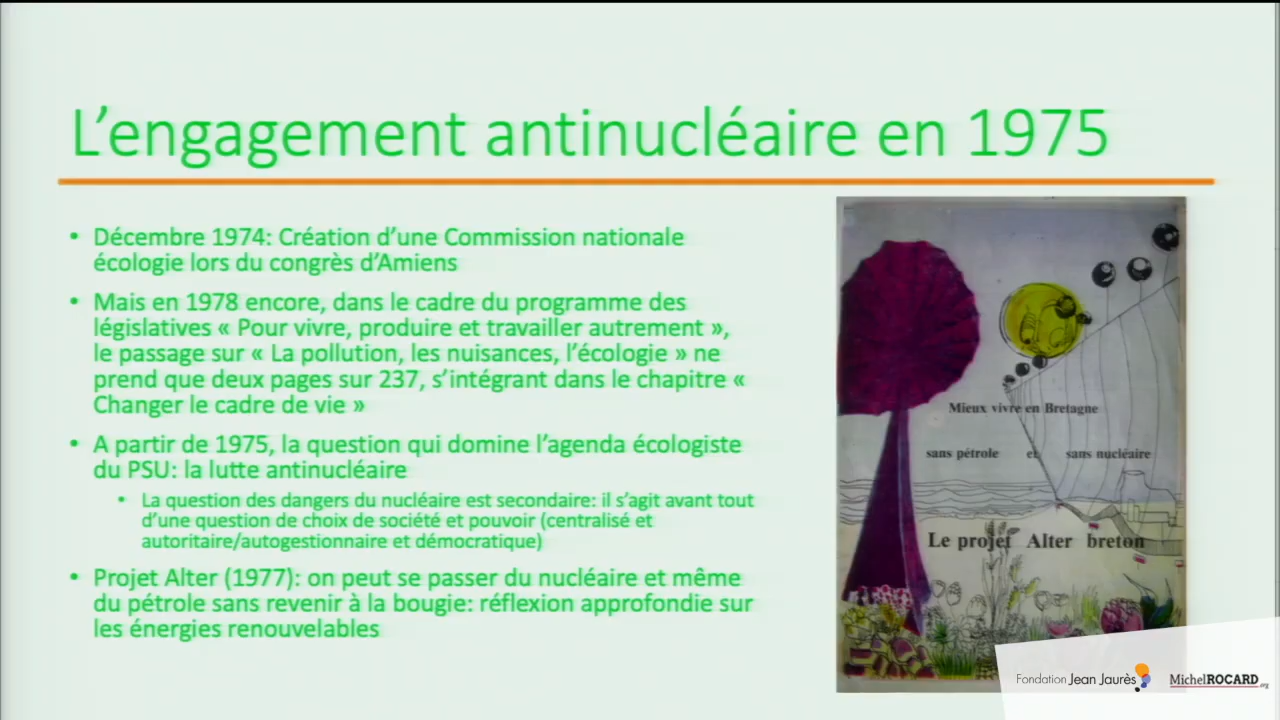 L'engagement antinucléaire en 1975
• Décembre 1974: Création d'une Commission nationale
écologie lors du congrès d'Amiens
• Mais en 1978 encore, dans le cadre du programme des
législatives « Pour vivre, produire et travailler autrement »,
le passage sur « La pollution, les nuisances, l'écologie » ne
prend que deux pages sur 237, s'intégrant dans le chapitre «
Changer le cadre de vie »
• A partir de 1975, la question qui domine l'agenda écologiste
du PSU: la lutte antinucléaire
• La question des dangers du nucléaire est secondaire: il s'agit avant tout
d'une question de choix de société et pouvoir (centralisé et
autoritaire/autogestionnaire et démocratique)
• Projet Alter (1977): on peut se passer du nucléaire et même
du pétrole sans revenir à la bougie: réflexion approfondie sur
les énergies renouvelables
Mieux vivre en Bretagne
sans pétrole et sans nucléaire
Le projet Alter breton
Fondation Jean Jaurès
MichelROCARD.org